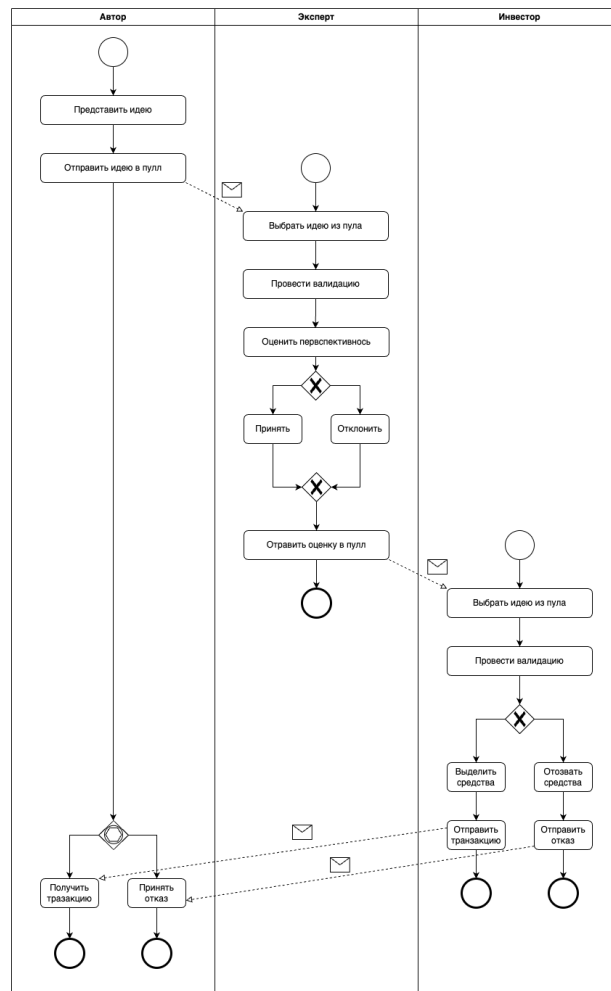 Автор
Эксперт
Инвестор
Представить идею
Отправить идею в пулл
Выбрать идею из пула
Провести валидацию
Оценить первспективнось
Принять
Отклонить
Отравить оценку в пулл
Выбрать идею из пула
Провести валидацию
Выделить
средства
Отозвать
средства
Отправить
транзакцию
Отправить
отказ
Получить
тразакцию
Принять
отказ